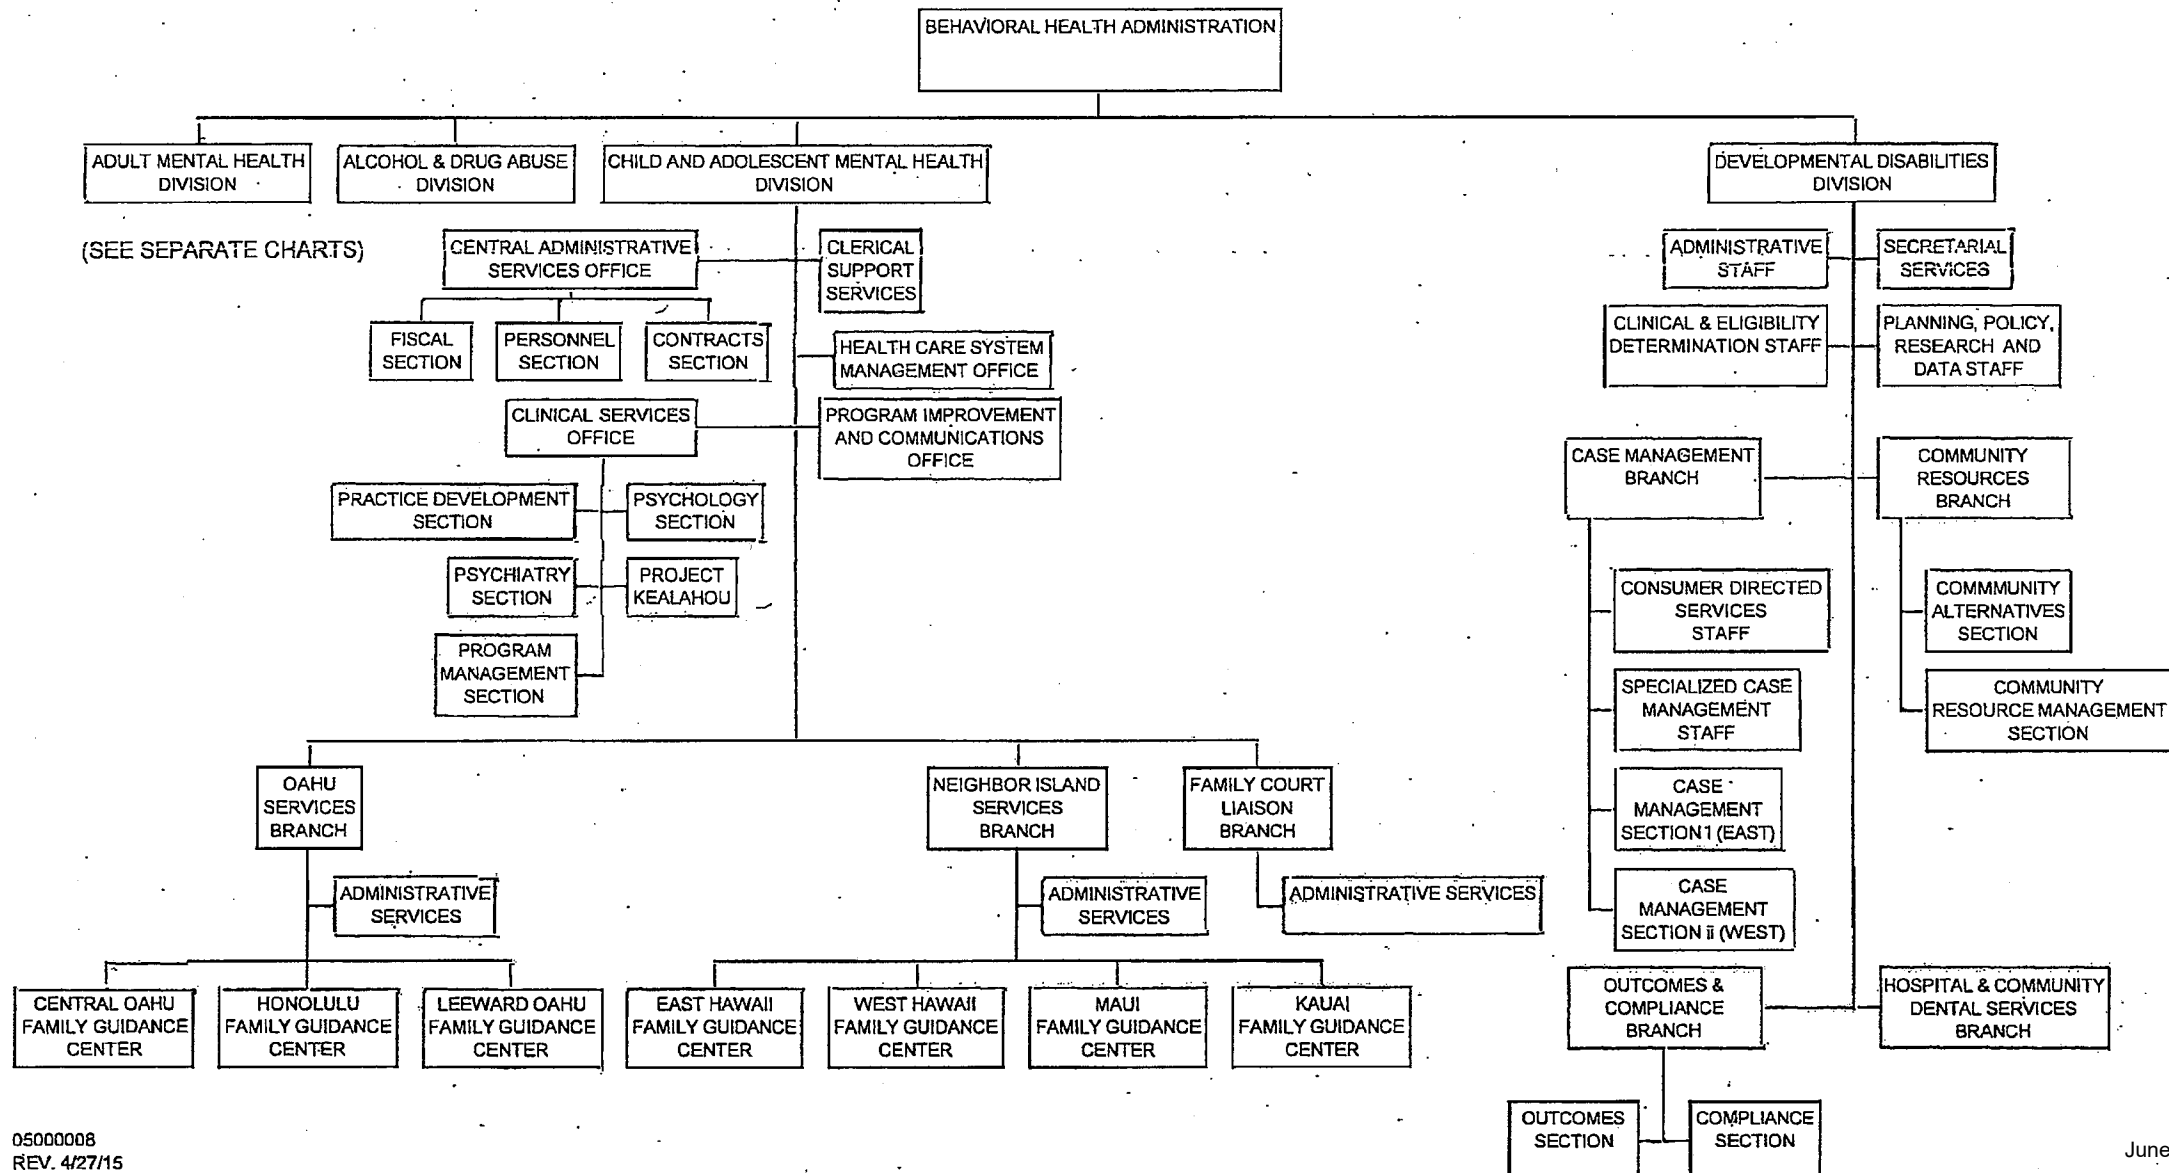 BEHAVIORAL HEALTH ADMINISTRATION
ADULT MENTAL HEALTH
DIVISION
ALCOHOL & DRUG ABUSE
DIVISION
CHILD AND ADOLESCENT MENTAL HEALTH
DIVISION
DEVELOPMENTAL DISABILITIES
DIVISION
(SEE SEPARATE CHARTS)
CENTRAL ADMINISTRATIVE
SERVICES OFFICE
CLERICAL
SUPPORT
SERVICES
FISCAL
SECTION
PERSONNEL
SECTION
CONTRACTS
SECTION
HEALTH CARE SYSTEM
MANAGEMENT OFFICE
CLINICAL SERVICES
OFFICE
PROGRAM IMPROVEMENT
AND COMMUNICATIONS
OFFICE
PRACTICE DEVELOPMENT
SECTION
PSYCHOLOGY
SECTION
PSYCHIATRY
SECTION
PROJECT
KEALAHOU
PROGRAM
MANAGEMENT
SECTION
OAHU
SERVICES
BRANCH
NEIGHBOR ISLAND
SERVICES
BRANCH
FAMILY COURT
LIAISON
BRANCH
ADMINISTRATIVE
SERVICES
ADMINISTRATIVE
SERVICES
ADMINISTRATIVE SERVICES
CENTRAL OAHU
FAMILY GUIDANCE
CENTER
HONOLULU
FAMILY GUIDANCE
CENTER
LEEWARD OAHU
FAMILY GUIDANCE
CENTER
EAST HAWAII
FAMILY GUIDANCE
CENTER
WEST HAWAII
FAMILY GUIDANCE
CENTER
MAUI
FAMILY GUIDANCE
CENTER
KAUAI
FAMILY GUIDANCE
CENTER
ADMINISTRATIVE
STAFF
SECRETARIAL
SERVICES
CLINICAL & ELIGIBILITY
DETERMINATION STAFF
PLANNING, POLICY,
RESEARCH AND
DATA STAFF
CASE MANAGEMENT
BRANCH
COMMUNITY
RESOURCES
BRANCH
CONSUMER DIRECTED
SERVICES
STAFF
COMMMUNITY
ALTERNATIVES
SECTION
SPECIALIZED CASE
MANAGEMENT
STAFF
COMMUNITY
RESOURCE MANAGEMENT
SECTION
CASE
MANAGEMENT
SECTION I (EAST)
CASE
MANAGEMENT
SECTION ii (WEST)
OUTCOMES &
COMPLIANCE
BRANCH
HOSPITAL & COMMUNITY
DENTAL SERVICES
BRANCH
OUTCOMES
SECTION
COMPLIANCE
SECTION
05000008
REV. 4/27/15
June